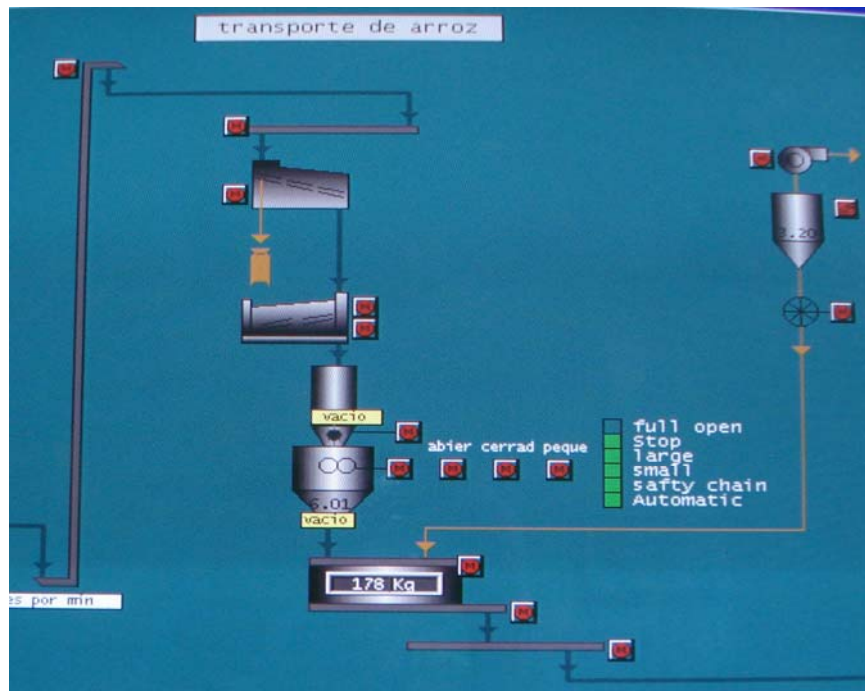 transporte de arroz
M
M
M
M
M
3.20
M
M
M
vacio
M
abier cerrad peque
M M M M
full open
Stop
large
small
safty chain
Automatic
6.01
vacio
178 Kg
M
M
es por min
M